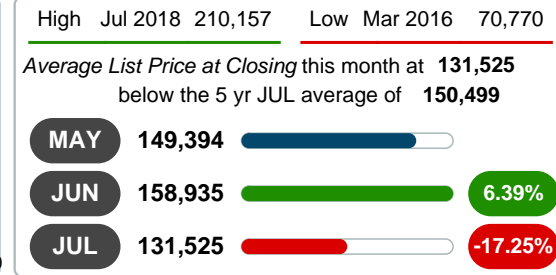 High Jul 2018 210,157 Low Mar 2016 70,770
Average List Price at Closing this month at 131,525
below the 5 yr JUL average of 150,499
MAY 149,394
JUN 158,935 6.39%
JUL 131,525 -17.25%